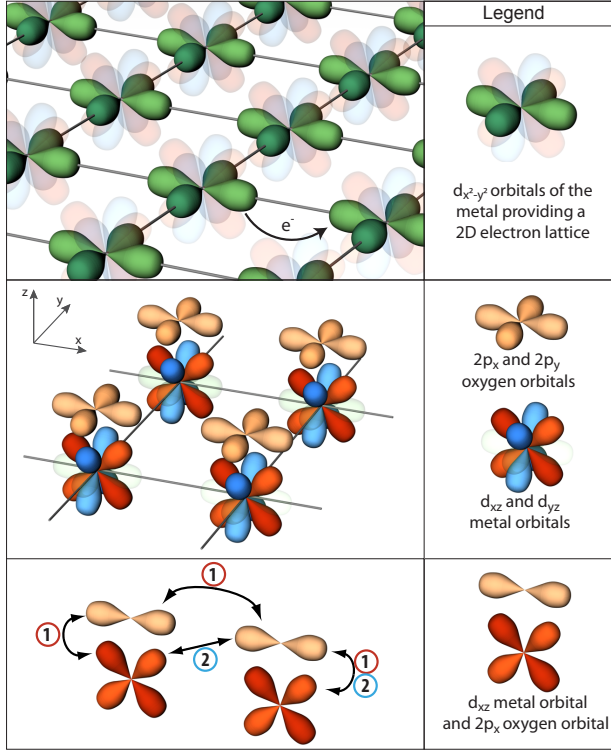 Legend
e⁻
dx²-y² orbitals of the
metal providing a
2D electron lattice
z
y
x
2px and 2py
oxygen orbitals
dxz and dyz
metal orbitals
1
1
2
1
2
dxz metal orbital
and 2px oxygen orbital